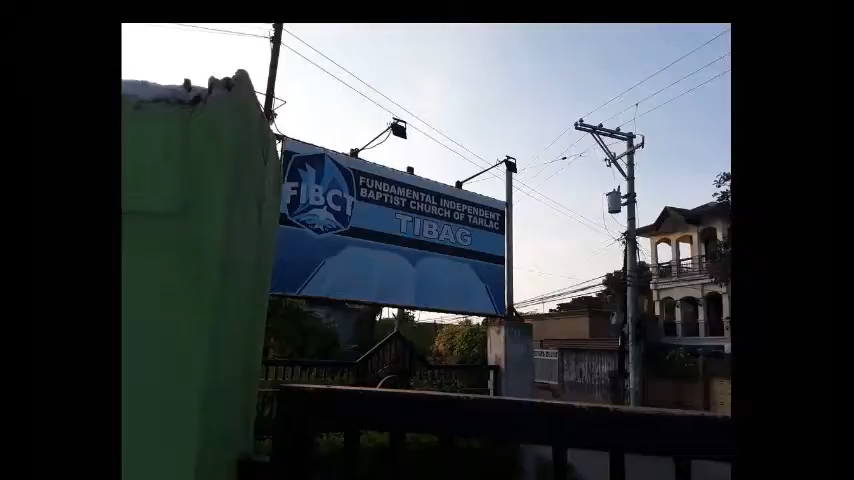 FIBCT
FUNDAMENTAL INDEPENDENT
BAPTIST CHURCH OF TARLAC
TIBAG